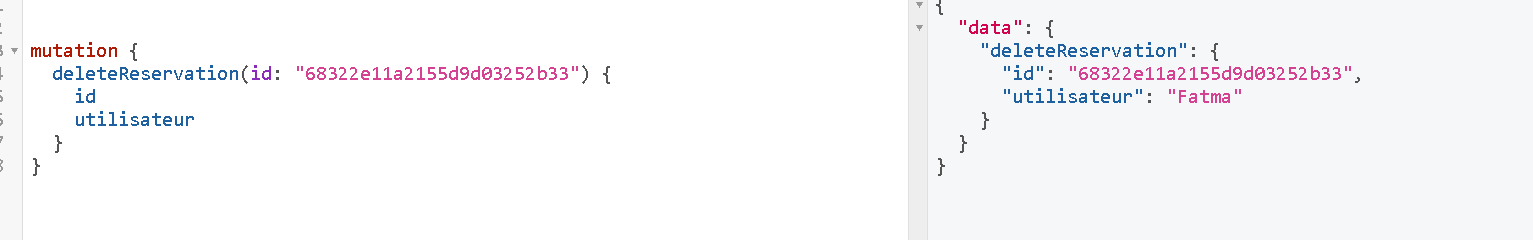 mutation {
deleteReservation(id: "68322e11a2155d9d03252b33") {
id
utilisateur
}
}
{
"data": {
"deleteReservation": {
"id": "68322e11a2155d9d03252b33",
"utilisateur": "Fatma"
}
}
}